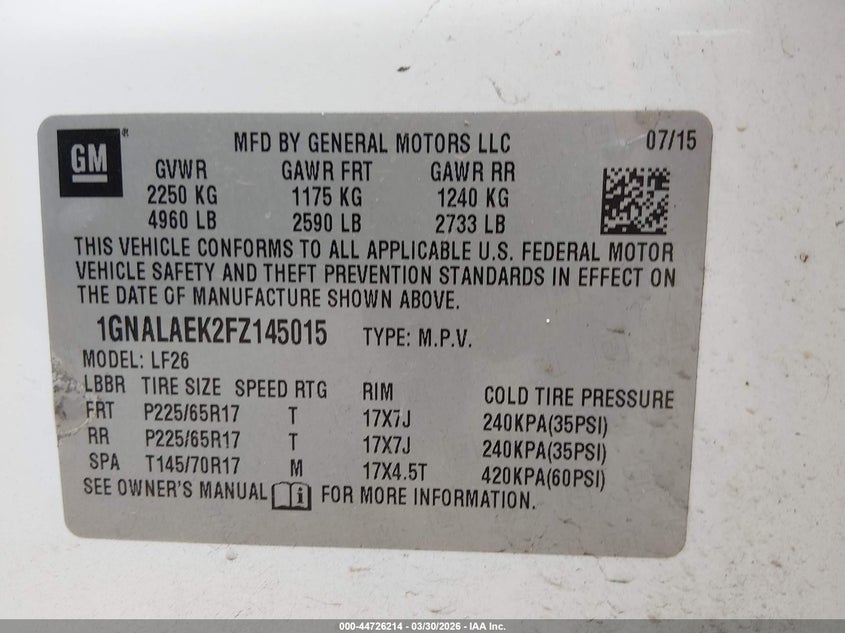 GM ®
MFD BY GENERAL MOTORS LLC 07/15
GVWR GAWR FRT GAWR RR
2250 KG 1175 KG 1240 KG
4960 LB 2590 LB 2733 LB
THIS VEHICLE CONFORMS TO ALL APPLICABLE U.S. FEDERAL MOTOR
VEHICLE SAFETY AND THEFT PREVENTION STANDARDS IN EFFECT ON
THE DATE OF MANUFACTURE SHOWN ABOVE.
1GNALAEK2FZ145015 TYPE: M.P.V.
MODEL: LF26
LBBR TIRE SIZE SPEED RTG RIM COLD TIRE PRESSURE
FRT P225/65R17 T 17X7J 240KPA(35PSI)
RR P225/65R17 T 17X7J 240KPA(35PSI)
SPA T145/70R17 M 17X4.5T 420KPA(60PSI)
SEE OWNER'S MANUAL FOR MORE INFORMATION.
000-44726214 - 03/30/2026 - IAA Inc.